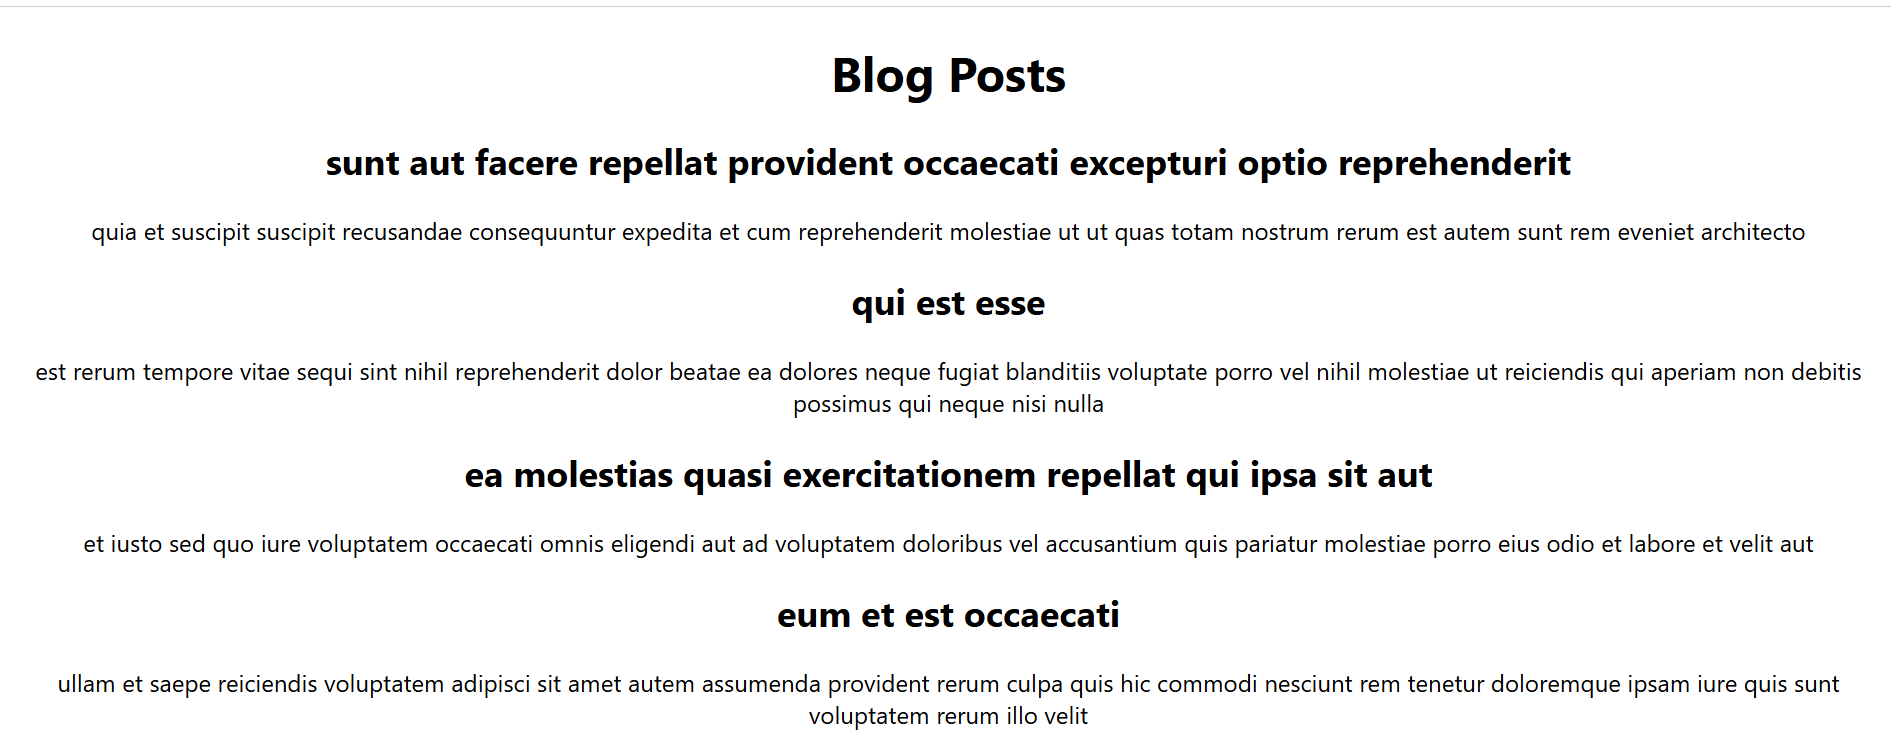 Blog Posts
sunt aut facere repellat provident occaecati excepturi optio reprehenderit
quia et suscipit suscipit recusandae consequuntur expedita et cum reprehenderit molestiae ut ut quas totam nostrum rerum est autem sunt rem eveniet architecto
qui est esse
est rerum tempore vitae sequi sint nihil reprehenderit dolor beatae ea dolores neque fugiat blanditiis voluptate porro vel nihil molestiae ut reiciendis qui aperiam non debitis
possimus qui neque nisi nulla
ea molestias quasi exercitationem repellat qui ipsa sit aut
et iusto sed quo iure voluptatem occaecati omnis eligendi aut ad voluptatem doloribus vel accusantium quis pariatur molestiae porro eius odio et labore et velit aut
eum et est occaecati
ullam et saepe reiciendis voluptatem adipisci sit amet autem assumenda provident rerum culpa quis hic commodi nesciunt rem tenetur doloremque ipsam iure quis sunt
voluptatem rerum illo velit